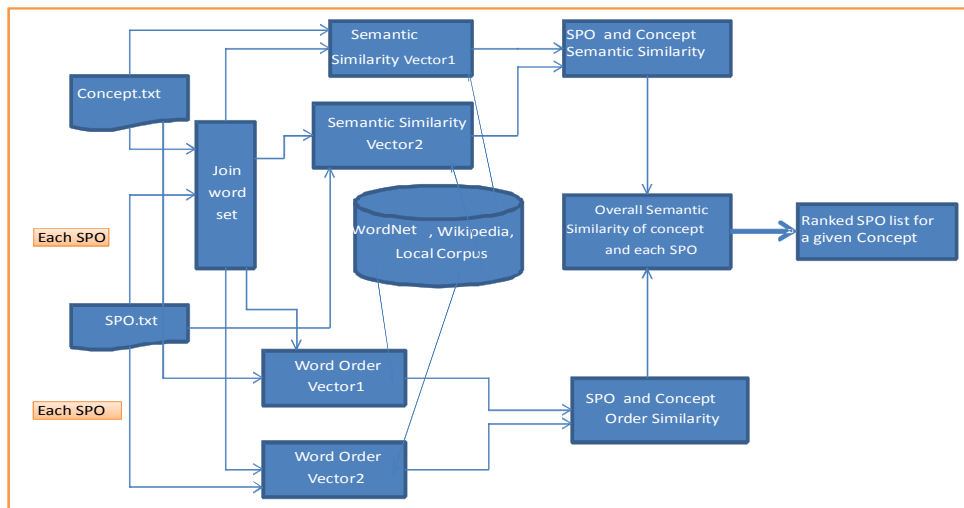 Semantic
Similarity Vector1
SPO and Concept
Semantic Similarity
Concept.txt
Semantic Similarity
Vector2
Join
word
set
WordNet , Wikipedia,
Local Corpus
Overall Semantic
Similarity of concept
and each SPO
Ranked SPO list for
a given Concept
Each SPO
SPO.txt
Word Order
Vector1
Each SPO
SPO and Concept
Order Similarity
Word Order
Vector2